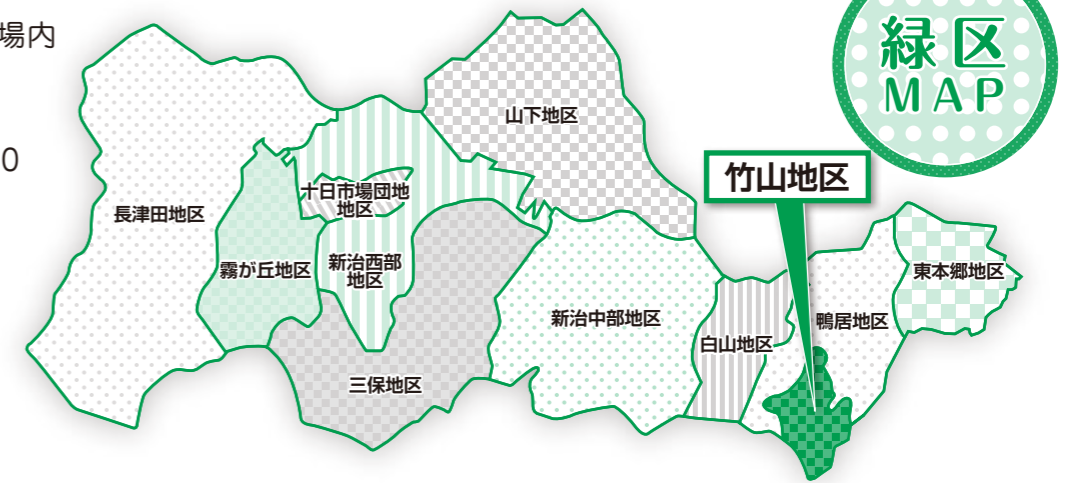 場内
0
緑区
MAP
山下地区
竹山地区
十日市場団地
地区
長津田地区
霧が丘地区
新治西部
地区
東本郷地区
新治中部地区
鴨居地区
白山地区
三保地区